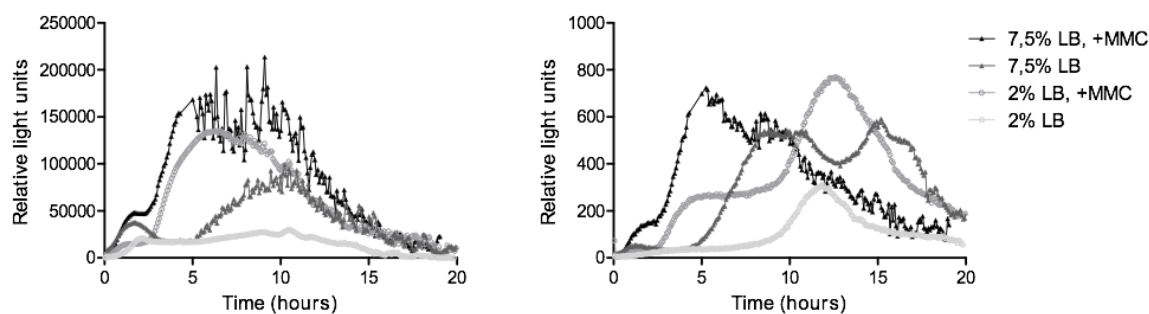 Relative light units
250000
200000
150000
100000
50000
0
0 5 10 15 20
Time (hours)
Relative light units
1000
800
600
400
200
0
0 5 10 15 20
Time (hours)
7,5% LB, +MMC
7,5% LB
2% LB, +MMC
2% LB